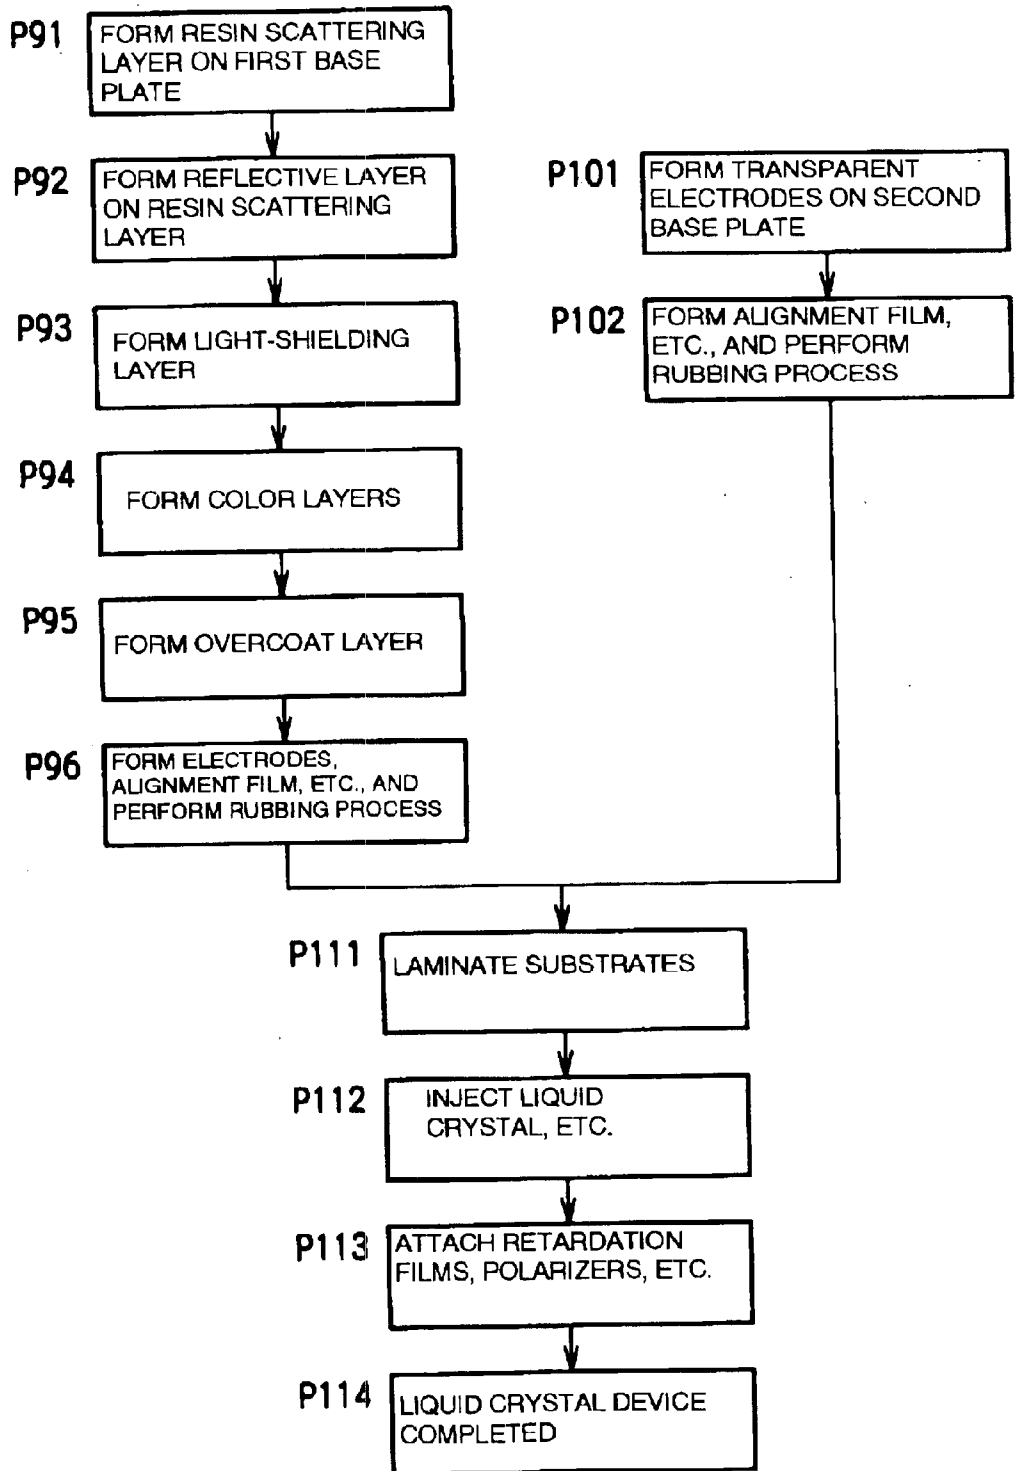 P91
FORM RESIN SCATTERING
LAYER ON FIRST BASE
PLATE
P92
FORM REFLECTIVE LAYER
ON RESIN SCATTERING
LAYER
P93
FORM LIGHT-SHIELDING
LAYER
P94
FORM COLOR LAYERS
P95
FORM OVERCOAT LAYER
P96
FORM ELECTRODES,
ALIGNMENT FILM, ETC., AND
PERFORM RUBBING PROCESS
P101
FORM TRANSPARENT
ELECTRODES ON SECOND
BASE PLATE
P102
FORM ALIGNMENT FILM,
ETC., AND PERFORM
RUBBING PROCESS
P111
LAMINATE SUBSTRATES
P112
INJECT LIQUID
CRYSTAL, ETC.
P113
ATTACH RETARDATION
FILMS, POLARIZERS, ETC.
P114
LIQUID CRYSTAL DEVICE
COMPLETED